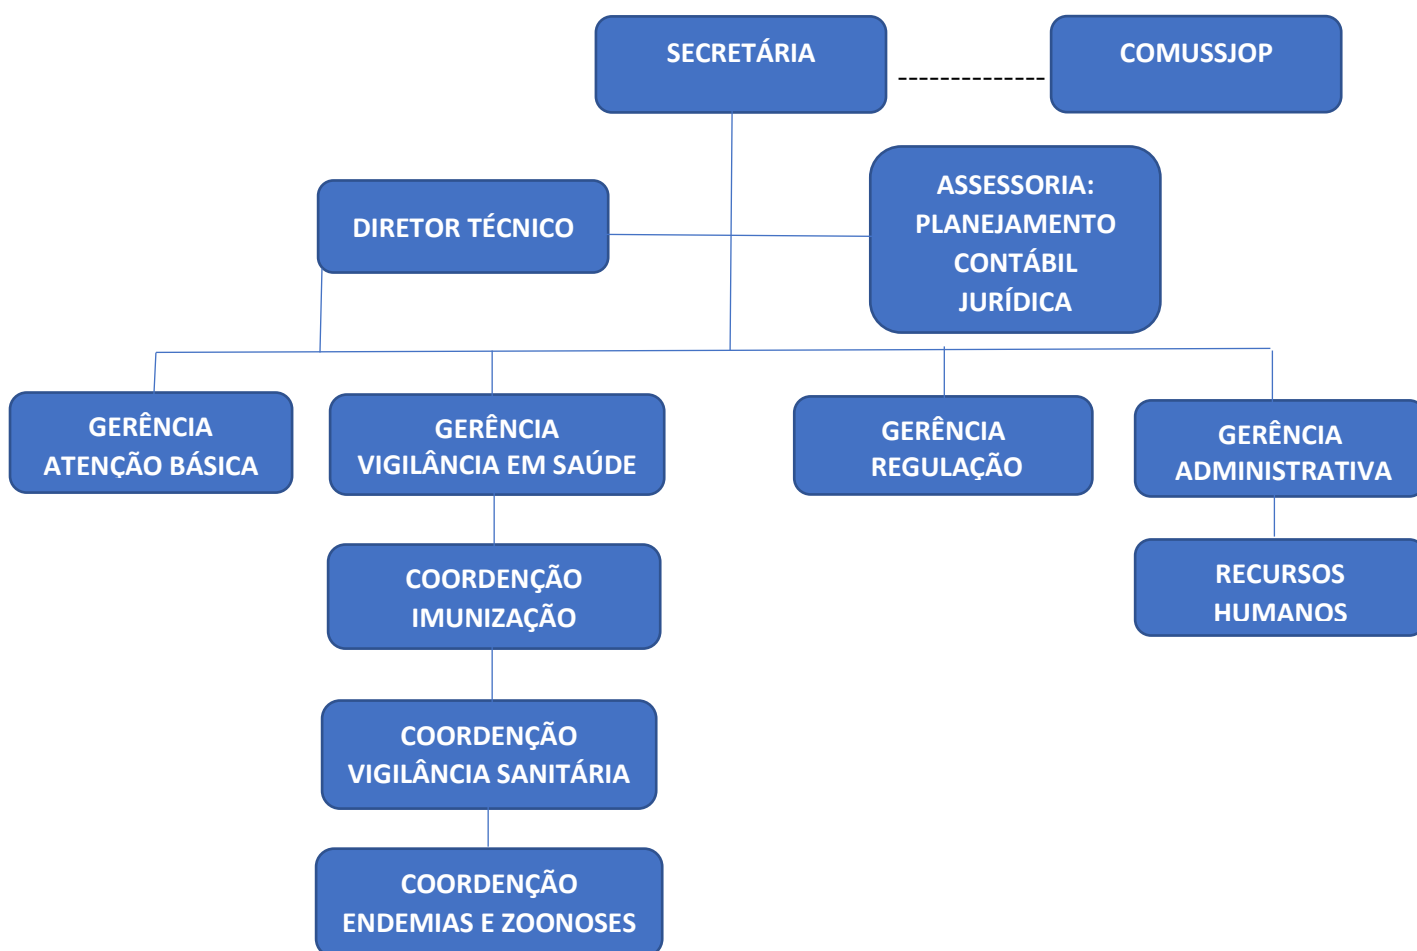 SECRETÁRIA
COMUSSJOP
ASSESSORIA:
PLANEJAMENTO
CONTÁBIL
JURÍDICA
DIRETOR TÉCNICO
GERÊNCIA
ATENÇÃO BÁSICA
GERÊNCIA
VIGILÂNCIA EM SAÚDE
GERÊNCIA
REGULAÇÃO
GERÊNCIA
ADMINISTRATIVA
COORDENÇÃO
IMUNIZAÇÃO
RECURSOS
HUMANOS
COORDENÇÃO
VIGILÂNCIA SANITÁRIA
COORDENÇÃO
ENDEMIAS E ZOONOSES